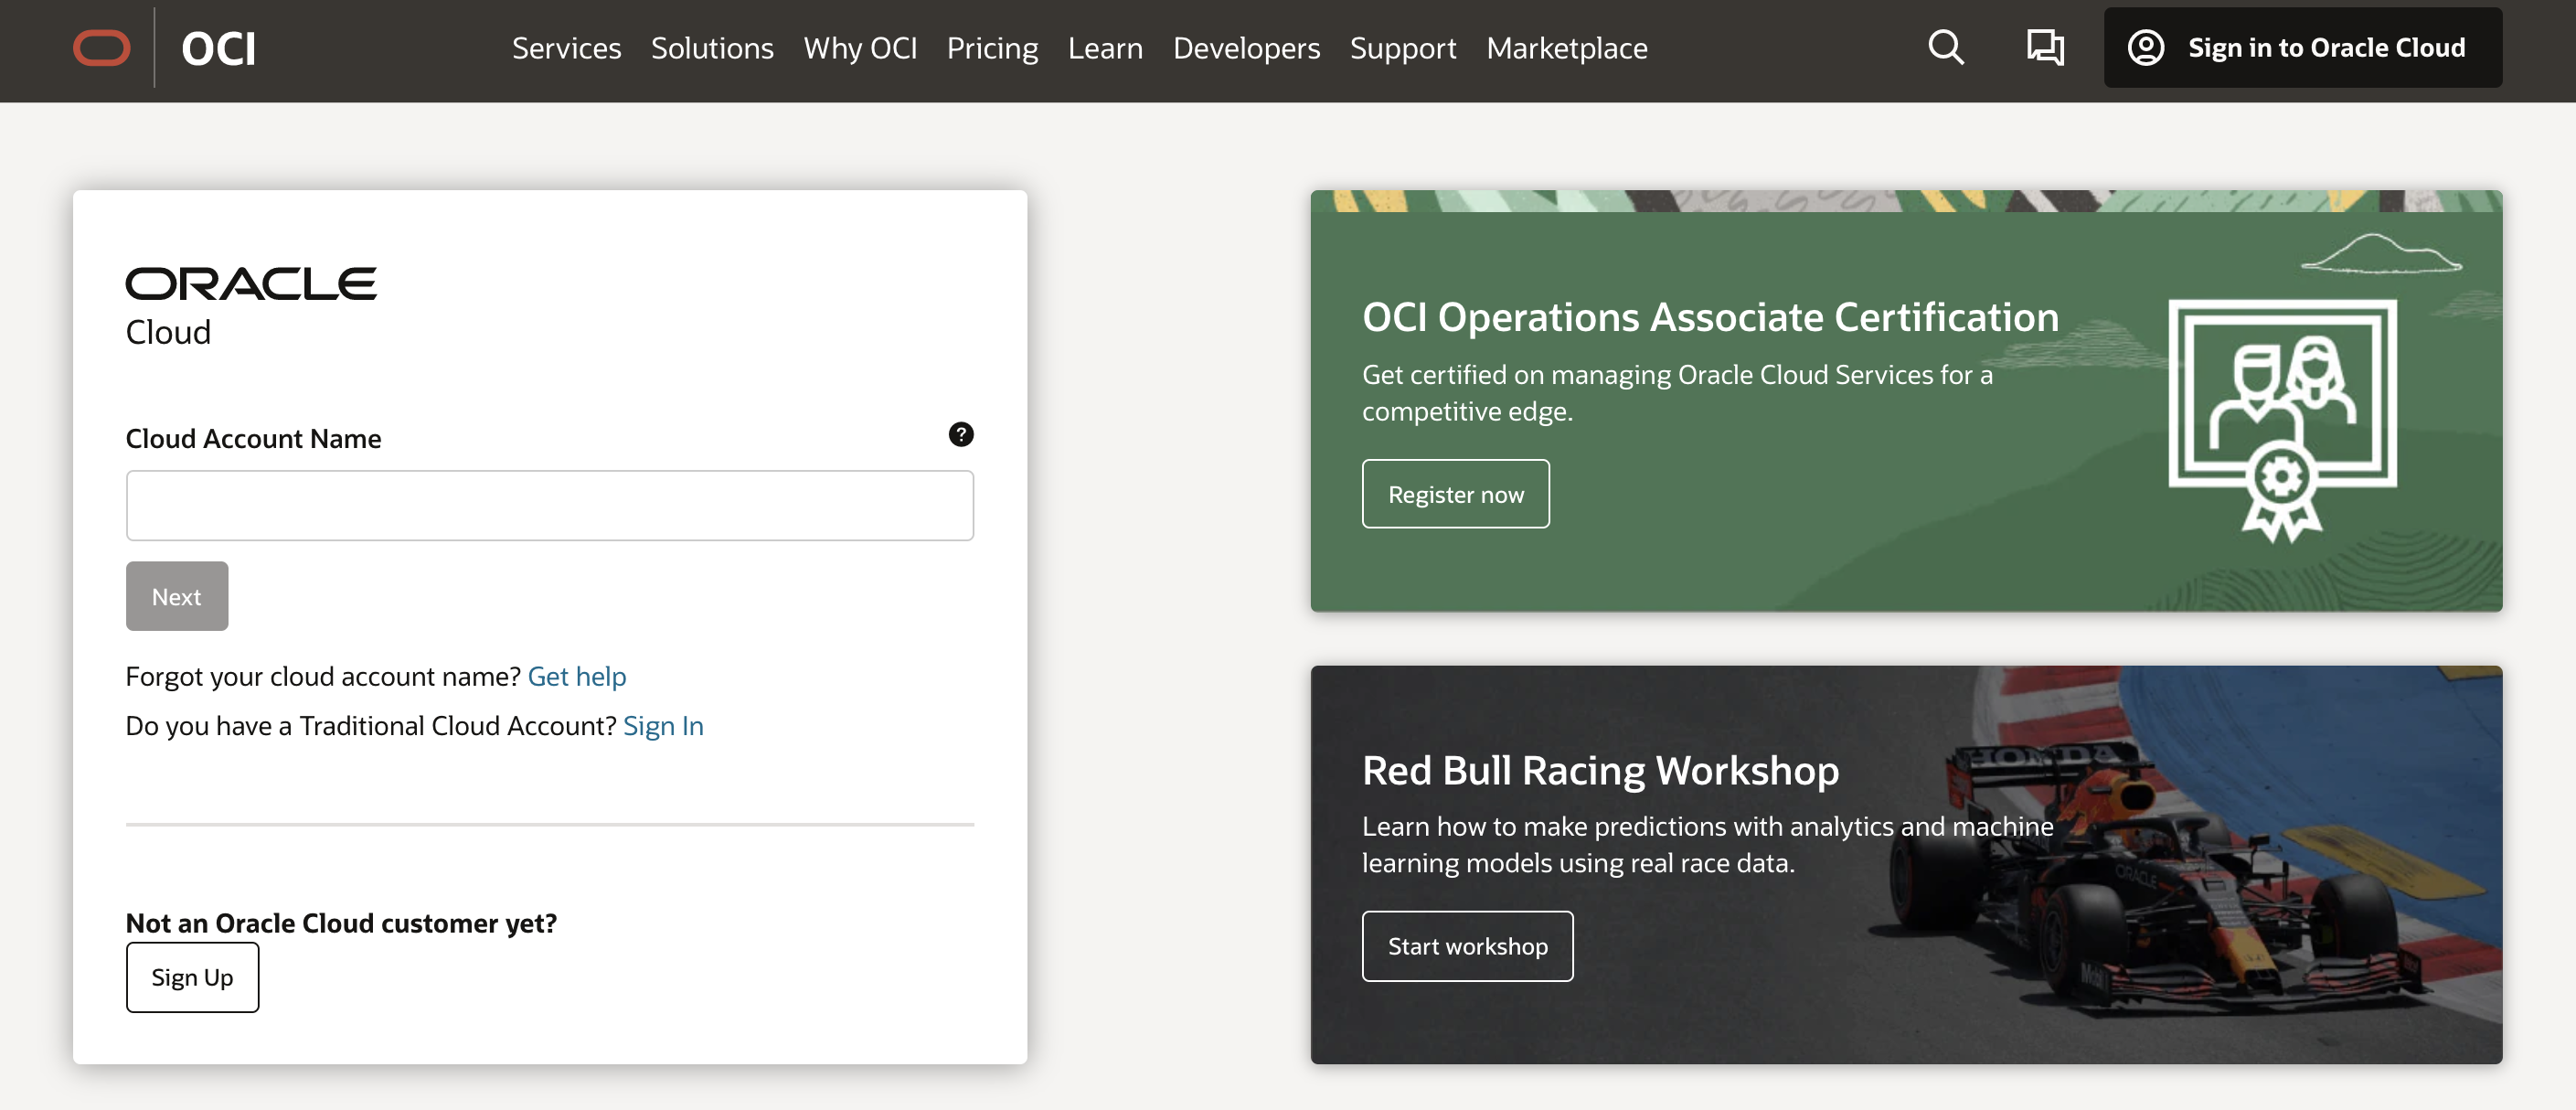 OCI
Services Solutions Why OCI Pricing Learn Developers Support Marketplace
Sign in to Oracle Cloud
ORACLE
Cloud
Cloud Account Name
?
Next
Forgot your cloud account name? Get help
Do you have a Traditional Cloud Account? Sign In
Not an Oracle Cloud customer yet?
Sign Up
OCI Operations Associate Certification
Get certified on managing Oracle Cloud Services for a
competitive edge.
Register now
Red Bull Racing Workshop
Learn how to make predictions with analytics and machine
learning models using real race data.
Start workshop
HONDA
ORACLE
Mobil